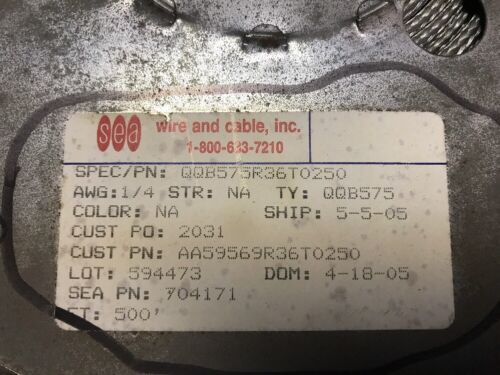 sea wire and cable, inc.
1-800-633-7210
SPEC/PN: QQB575R36T0250
AWG:1/4 STR: NA TY: QQB575
COLOR: NA SHIP: 5-5-05
CUST PO: 2031
CUST PN: AA59569R36T0250
LOT: 594473 DOM: 4-18-05
SEA PN: 704171
FT: 500'